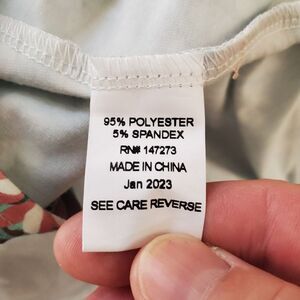 95% POLYESTER
5% SPANDEX
RN# 147273
MADE IN CHINA
Jan 2023
SEE CARE REVERSE